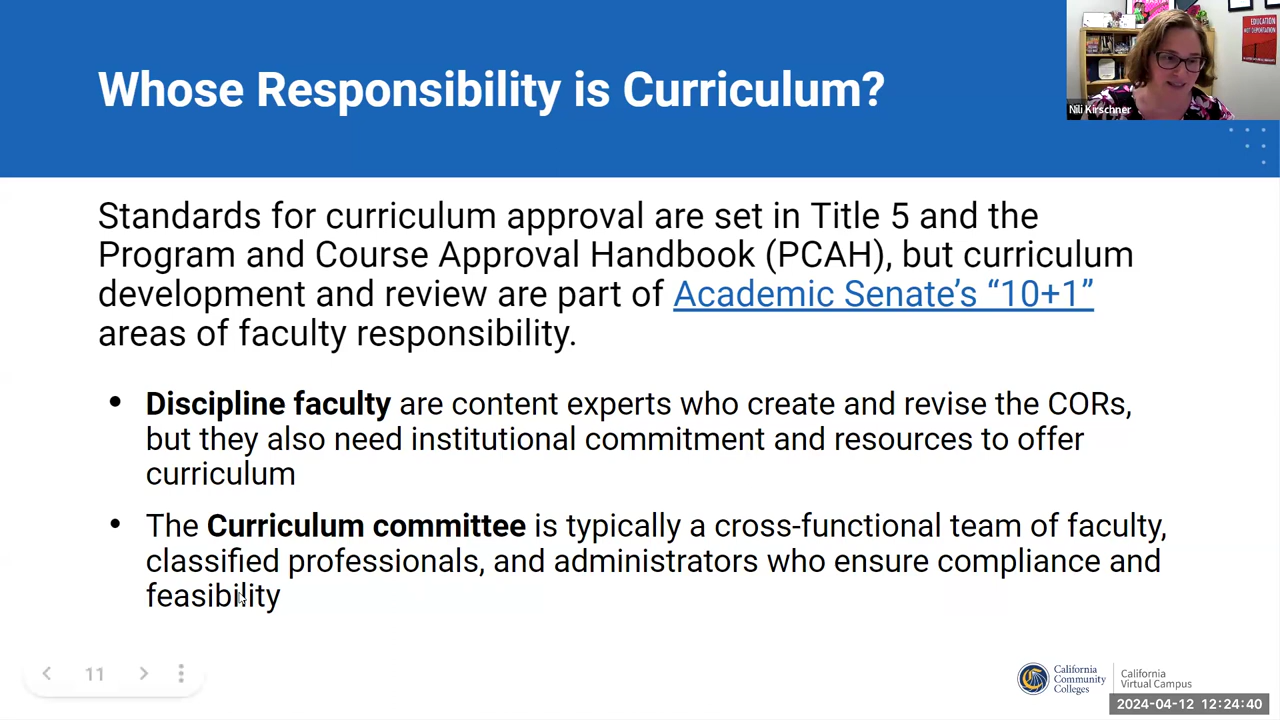 Whose Responsibility is Curriculum?
EDUCATION
NOT DEPORTATION
Nili Kirschner
Standards for curriculum approval are set in Title 5 and the
Program and Course Approval Handbook (PCAH), but curriculum
development and review are part of Academic Senate’s “10+1”
areas of faculty responsibility.
• Discipline faculty are content experts who create and revise the CORs,
but they also need institutional commitment and resources to offer
curriculum
• The Curriculum committee is typically a cross-functional team of faculty,
classified professionals, and administrators who ensure compliance and
feasibility
11
California
Community
Colleges
California
Virtual Campus
2024-04-12 12:24:40